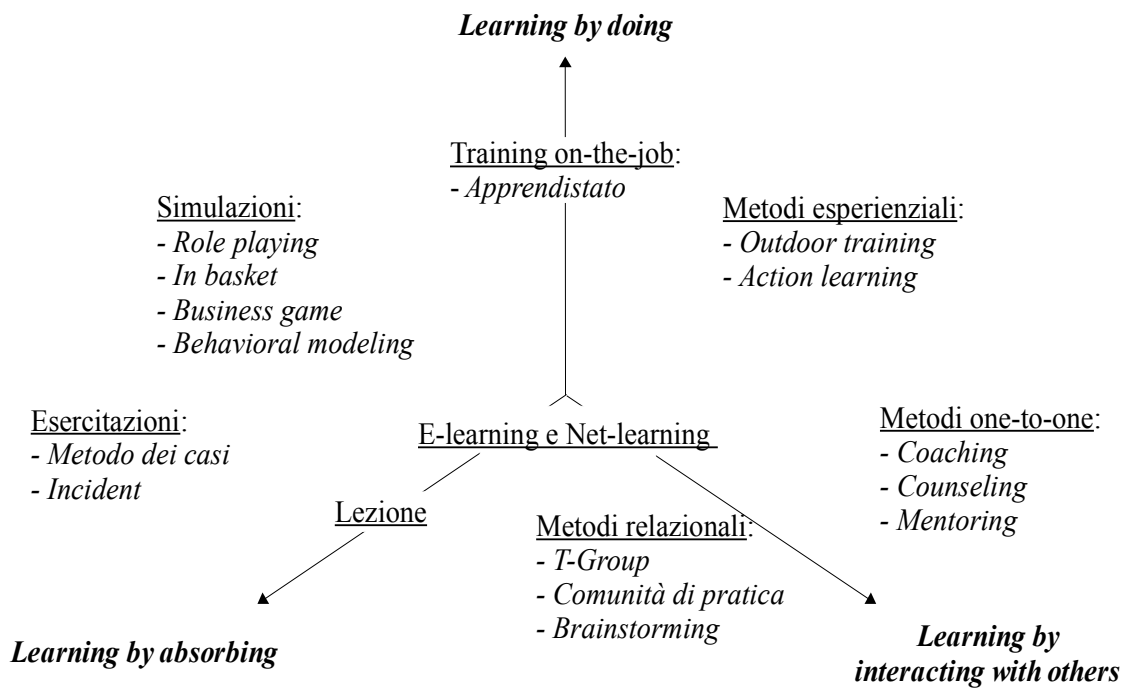 Learning by doing
Training on-the-job:
- Apprendistato
Simulazioni:
- Role playing
- In basket
- Business game
- Behavioral modeling
Metodi esperienziali:
- Outdoor training
- Action learning
Esercitazioni:
- Metodo dei casi
- Incident
E-learning e Net-learning
Metodi one-to-one:
- Coaching
- Counseling
- Mentoring
Lezione
Metodi relazionali:
- T-Group
- Comunità di pratica
- Brainstorming
Learning by absorbing
Learning by
interacting with others